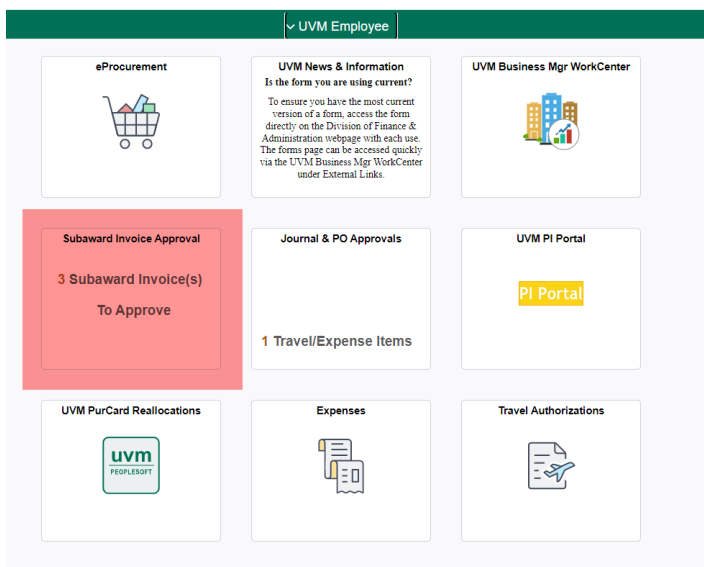 UVM Employee
eProcurement
UVM News & Information
Is the form you are using current?
To ensure you have the most current
version of a form, access the form
directly on the Division of Finance &
Administration webpage with each use.
The forms page can be accessed quickly
via the UVM Business Mgr WorkCenter
under External Links.
UVM Business Mgr WorkCenter
Subaward Invoice Approval
3 Subaward Invoice(s)
To Approve
Journal & PO Approvals
1 Travel/Expense Items
UVM PI Portal
PI Portal
UVM PurCard Reallocations
uvm
PEOPLESOFT
Expenses
Travel Authorizations